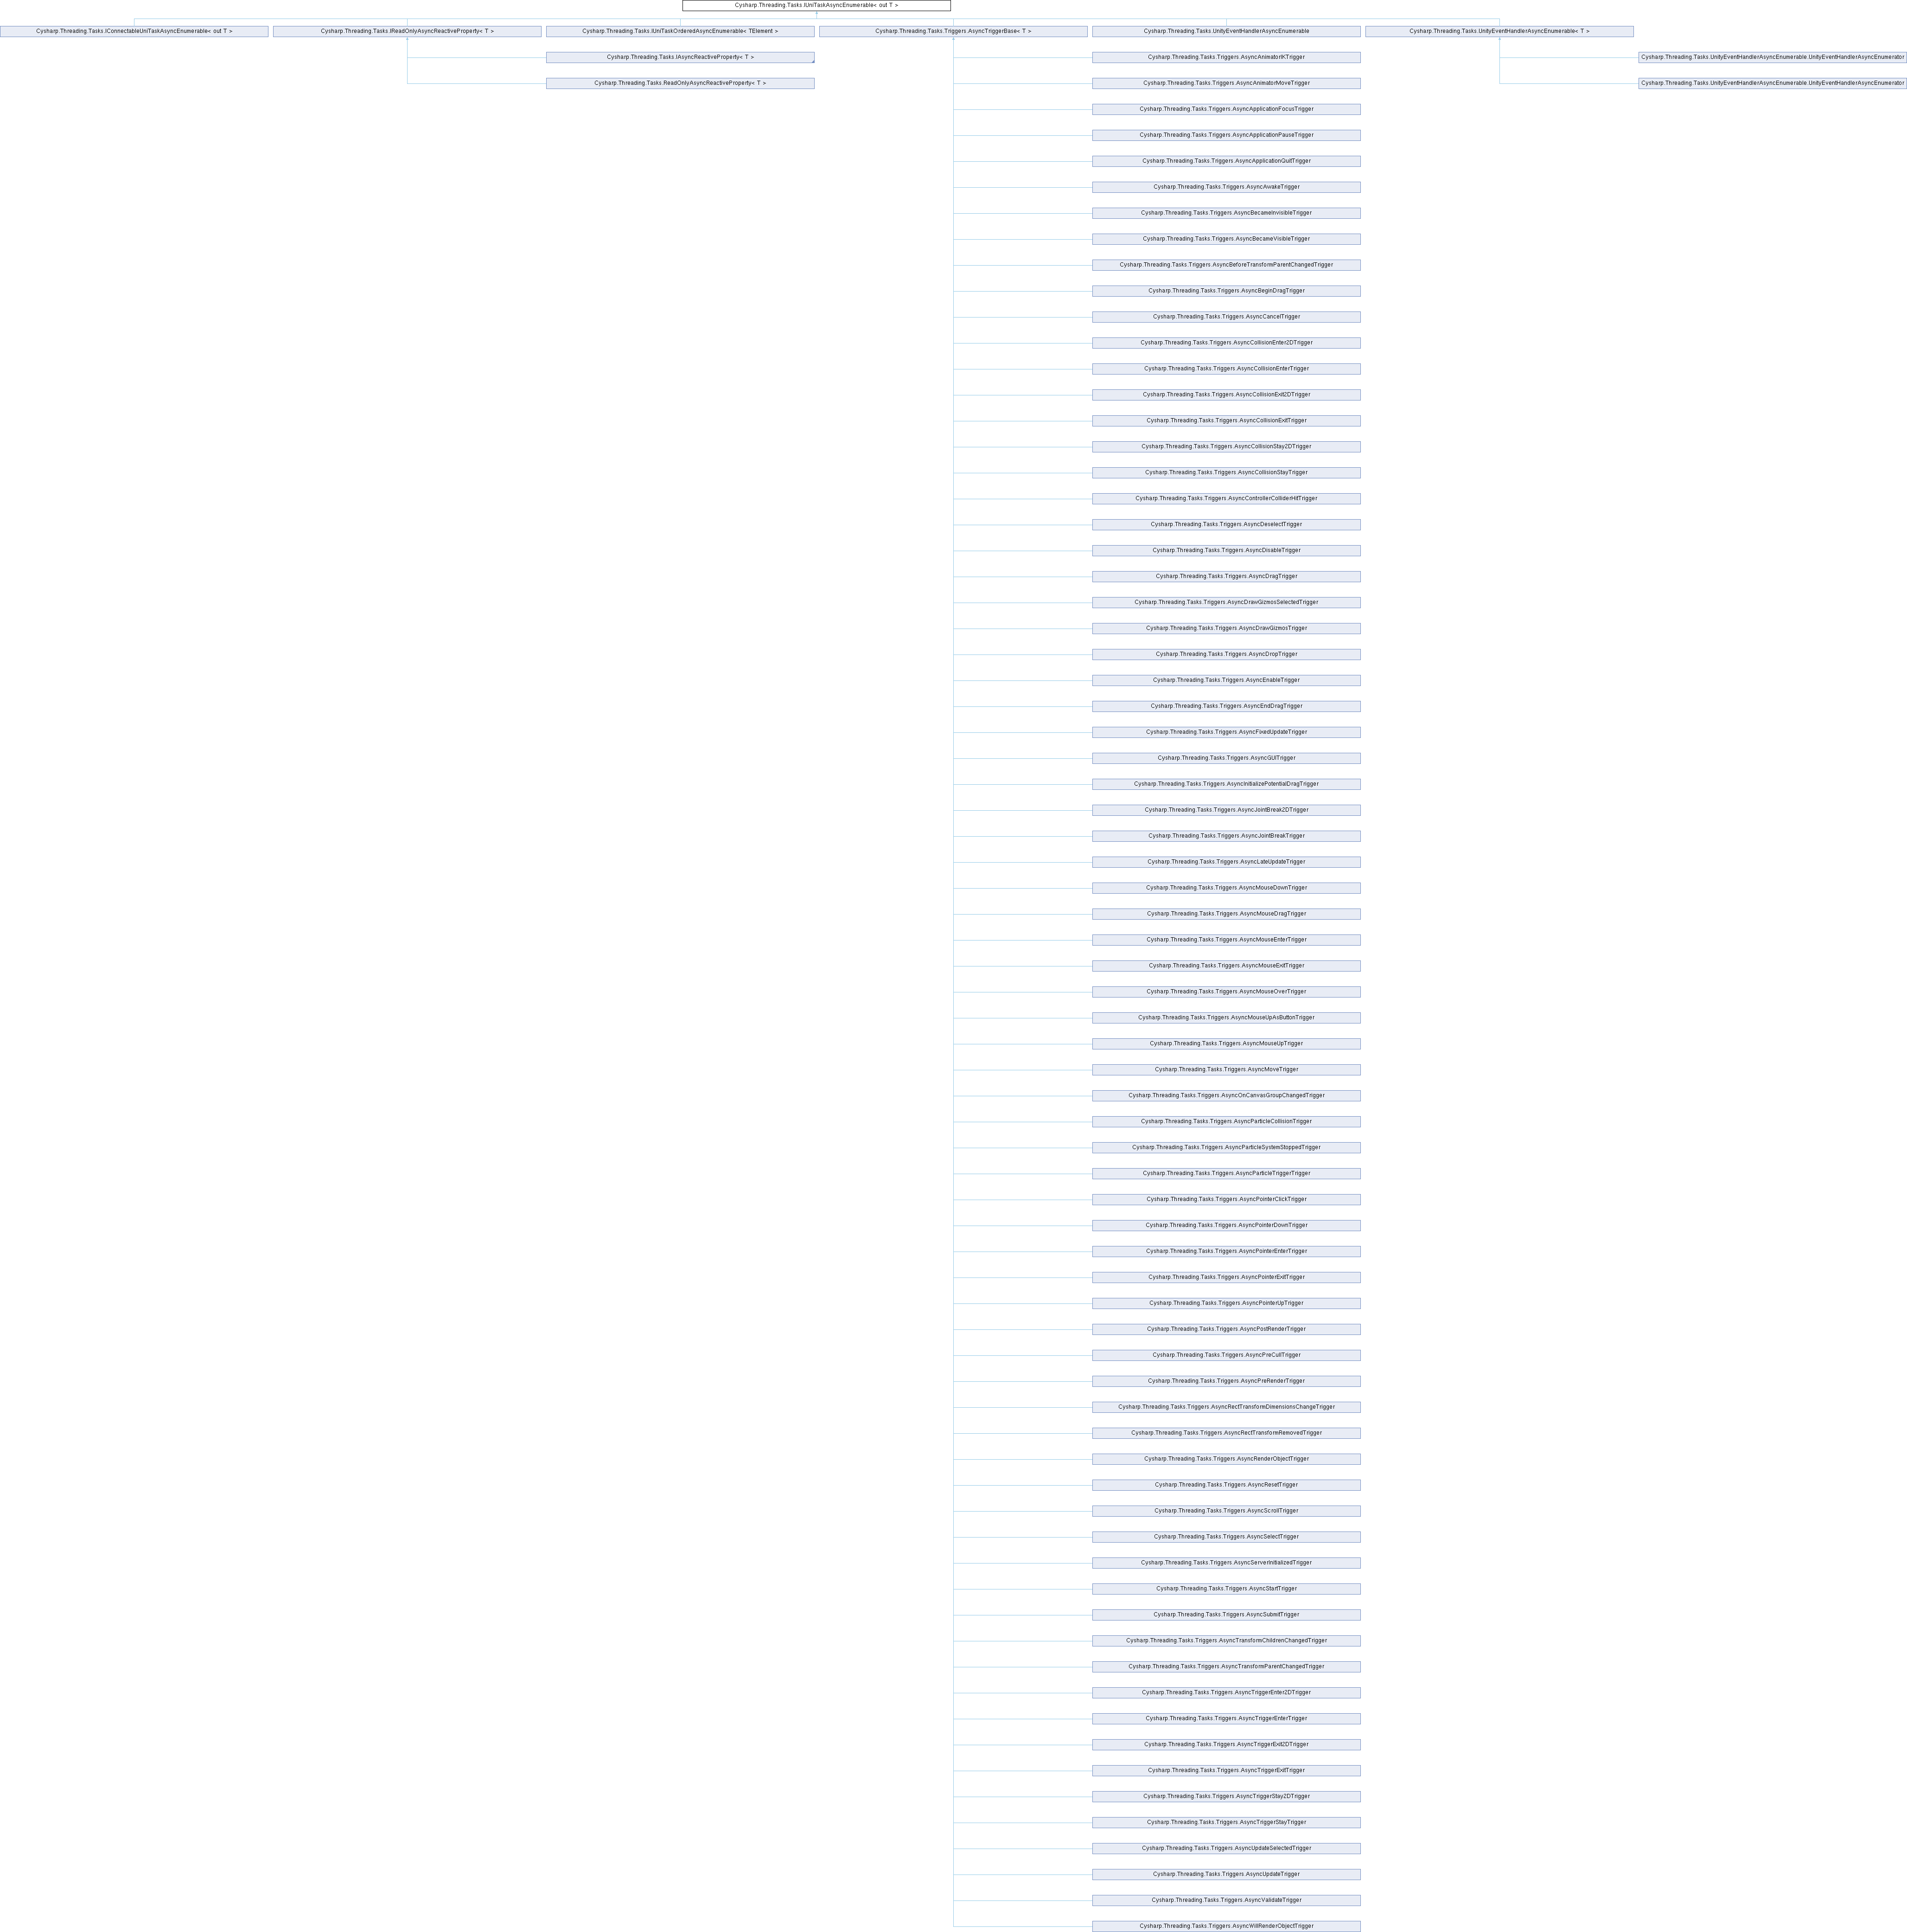 Cysharp.Threading.Tasks.IUniTaskAsyncEnumerable< out T >
Cysharp.Threading.Tasks.IConnectableUniTaskAsyncEnumerable< out T >
Cysharp.Threading.Tasks.IReadOnlyAsyncReactiveProperty< T >
Cysharp.Threading.Tasks.IUniTaskOrderedAsyncEnumerable< TElement >
Cysharp.Threading.Tasks.Triggers.AsyncTriggerBase< T >
Cysharp.Threading.Tasks.UnityEventHandlerAsyncEnumerable
Cysharp.Threading.Tasks.UnityEventHandlerAsyncEnumerable< T >
Cysharp.Threading.Tasks.IAsyncReactiveProperty< T >
Cysharp.Threading.Tasks.Triggers.AsyncAnimatorIKTrigger
Cysharp.Threading.Tasks.UnityEventHandlerAsyncEnumerable.UnityEventHandlerAsyncEnumerator
Cysharp.Threading.Tasks.ReadOnlyAsyncReactiveProperty< T >
Cysharp.Threading.Tasks.Triggers.AsyncAnimatorMoveTrigger
Cysharp.Threading.Tasks.UnityEventHandlerAsyncEnumerable.UnityEventHandlerAsyncEnumerator
Cysharp.Threading.Tasks.Triggers.AsyncApplicationFocusTrigger
Cysharp.Threading.Tasks.Triggers.AsyncApplicationPauseTrigger
Cysharp.Threading.Tasks.Triggers.AsyncApplicationQuitTrigger
Cysharp.Threading.Tasks.Triggers.AsyncAwakeTrigger
Cysharp.Threading.Tasks.Triggers.AsyncBecameInvisibleTrigger
Cysharp.Threading.Tasks.Triggers.AsyncBecameVisibleTrigger
Cysharp.Threading.Tasks.Triggers.AsyncBeforeTransformParentChangedTrigger
Cysharp.Threading.Tasks.Triggers.AsyncBeginDragTrigger
Cysharp.Threading.Tasks.Triggers.AsyncCancelTrigger
Cysharp.Threading.Tasks.Triggers.AsyncCollisionEnter2DTrigger
Cysharp.Threading.Tasks.Triggers.AsyncCollisionEnterTrigger
Cysharp.Threading.Tasks.Triggers.AsyncCollisionExit2DTrigger
Cysharp.Threading.Tasks.Triggers.AsyncCollisionExitTrigger
Cysharp.Threading.Tasks.Triggers.AsyncCollisionStay2DTrigger
Cysharp.Threading.Tasks.Triggers.AsyncCollisionStayTrigger
Cysharp.Threading.Tasks.Triggers.AsyncControllerColliderHitTrigger
Cysharp.Threading.Tasks.Triggers.AsyncDeselectTrigger
Cysharp.Threading.Tasks.Triggers.AsyncDisableTrigger
Cysharp.Threading.Tasks.Triggers.AsyncDragTrigger
Cysharp.Threading.Tasks.Triggers.AsyncDrawGizmosSelectedTrigger
Cysharp.Threading.Tasks.Triggers.AsyncDrawGizmosTrigger
Cysharp.Threading.Tasks.Triggers.AsyncDropTrigger
Cysharp.Threading.Tasks.Triggers.AsyncEnableTrigger
Cysharp.Threading.Tasks.Triggers.AsyncEndDragTrigger
Cysharp.Threading.Tasks.Triggers.AsyncFixedUpdateTrigger
Cysharp.Threading.Tasks.Triggers.AsyncGUITrigger
Cysharp.Threading.Tasks.Triggers.AsyncInitializePotentialDragTrigger
Cysharp.Threading.Tasks.Triggers.AsyncJointBreak2DTrigger
Cysharp.Threading.Tasks.Triggers.AsyncJointBreakTrigger
Cysharp.Threading.Tasks.Triggers.AsyncLateUpdateTrigger
Cysharp.Threading.Tasks.Triggers.AsyncMouseDownTrigger
Cysharp.Threading.Tasks.Triggers.AsyncMouseDragTrigger
Cysharp.Threading.Tasks.Triggers.AsyncMouseEnterTrigger
Cysharp.Threading.Tasks.Triggers.AsyncMouseExitTrigger
Cysharp.Threading.Tasks.Triggers.AsyncMouseOverTrigger
Cysharp.Threading.Tasks.Triggers.AsyncMouseUpAsButtonTrigger
Cysharp.Threading.Tasks.Triggers.AsyncMouseUpTrigger
Cysharp.Threading.Tasks.Triggers.AsyncMoveTrigger
Cysharp.Threading.Tasks.Triggers.AsyncOnCanvasGroupChangedTrigger
Cysharp.Threading.Tasks.Triggers.AsyncParticleCollisionTrigger
Cysharp.Threading.Tasks.Triggers.AsyncParticleSystemStoppedTrigger
Cysharp.Threading.Tasks.Triggers.AsyncParticleTriggerTrigger
Cysharp.Threading.Tasks.Triggers.AsyncPointerClickTrigger
Cysharp.Threading.Tasks.Triggers.AsyncPointerDownTrigger
Cysharp.Threading.Tasks.Triggers.AsyncPointerEnterTrigger
Cysharp.Threading.Tasks.Triggers.AsyncPointerExitTrigger
Cysharp.Threading.Tasks.Triggers.AsyncPointerUpTrigger
Cysharp.Threading.Tasks.Triggers.AsyncPostRenderTrigger
Cysharp.Threading.Tasks.Triggers.AsyncPreCullTrigger
Cysharp.Threading.Tasks.Triggers.AsyncPreRenderTrigger
Cysharp.Threading.Tasks.Triggers.AsyncRectTransformDimensionsChangeTrigger
Cysharp.Threading.Tasks.Triggers.AsyncRectTransformRemovedTrigger
Cysharp.Threading.Tasks.Triggers.AsyncRenderObjectTrigger
Cysharp.Threading.Tasks.Triggers.AsyncResetTrigger
Cysharp.Threading.Tasks.Triggers.AsyncScrollTrigger
Cysharp.Threading.Tasks.Triggers.AsyncSelectTrigger
Cysharp.Threading.Tasks.Triggers.AsyncServerInitializedTrigger
Cysharp.Threading.Tasks.Triggers.AsyncStartTrigger
Cysharp.Threading.Tasks.Triggers.AsyncSubmitTrigger
Cysharp.Threading.Tasks.Triggers.AsyncTransformChildrenChangedTrigger
Cysharp.Threading.Tasks.Triggers.AsyncTransformParentChangedTrigger
Cysharp.Threading.Tasks.Triggers.AsyncTriggerEnter2DTrigger
Cysharp.Threading.Tasks.Triggers.AsyncTriggerEnterTrigger
Cysharp.Threading.Tasks.Triggers.AsyncTriggerExit2DTrigger
Cysharp.Threading.Tasks.Triggers.AsyncTriggerExitTrigger
Cysharp.Threading.Tasks.Triggers.AsyncTriggerStay2DTrigger
Cysharp.Threading.Tasks.Triggers.AsyncTriggerStayTrigger
Cysharp.Threading.Tasks.Triggers.AsyncUpdateSelectedTrigger
Cysharp.Threading.Tasks.Triggers.AsyncUpdateTrigger
Cysharp.Threading.Tasks.Triggers.AsyncValidateTrigger
Cysharp.Threading.Tasks.Triggers.AsyncWillRenderObjectTrigger